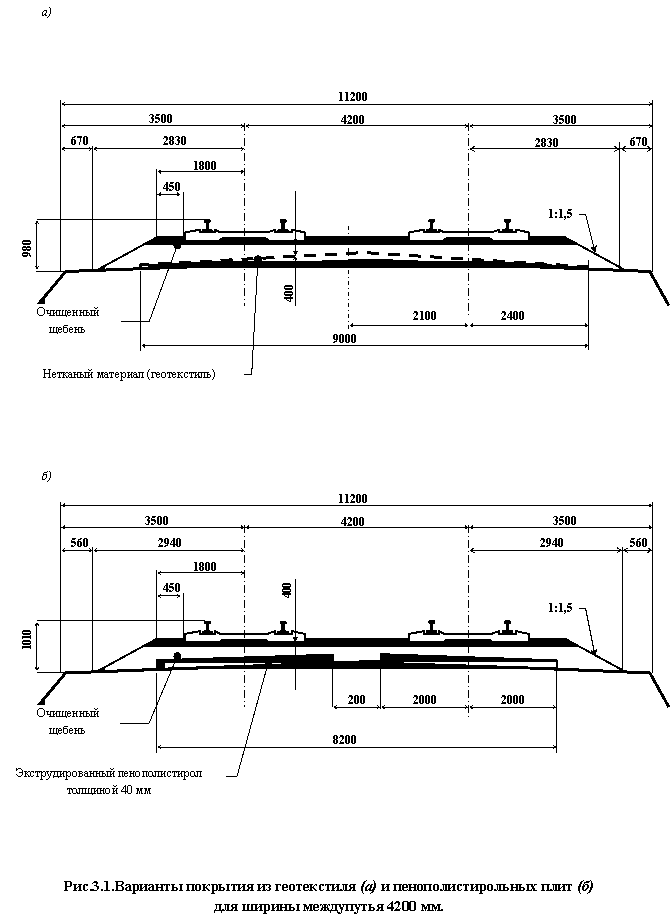 а)
11200
3500 4200 3500
670 2830 2830 670
1800
450
1:1,5
980
400
Очищенный
щебень
2100 2400
9000
Нетканый материал (геотекстиль)
б)
11200
3500 4200 3500
560 2940 2940 560
1800
450 400
1:1,5
1010
Очищенный
щебень
200 2000 2000
8200
Экструдированный пенополистирол
толщиной 40 мм
Рис.3.1.Варианты покрытия из геотекстиля (а) и пенополистирольных плит (б)
для ширины междупутья 4200 мм.